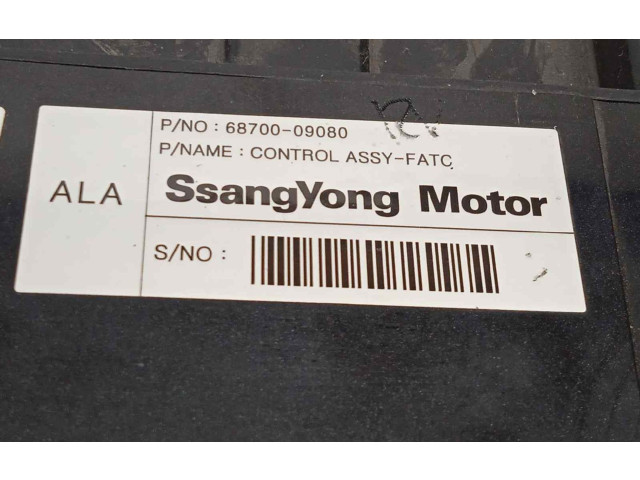 P/NO : 68700-09080
P/NAME : CONTROL ASSY-FATC
ALA
SsangYong Motor
S/NO :